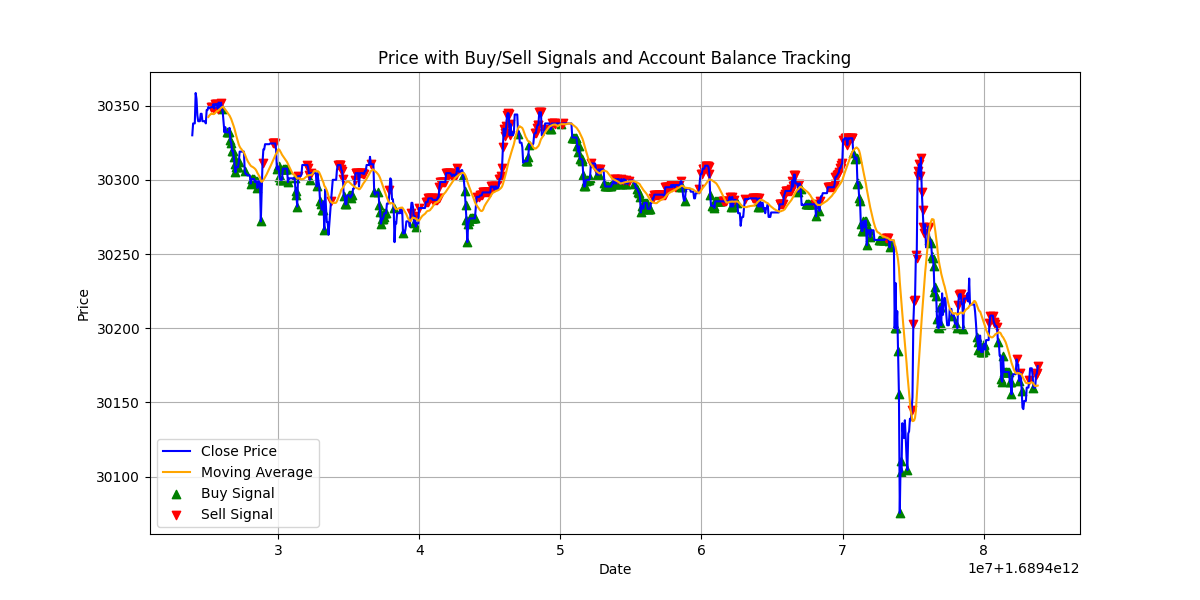 Price with Buy/Sell Signals and Account Balance Tracking
30350
30300
30250
30200
30150
30100
Price
Close Price
Moving Average
Buy Signal
Sell Signal
3 4 5 6 7 8
Date
1e7+1.6894e12